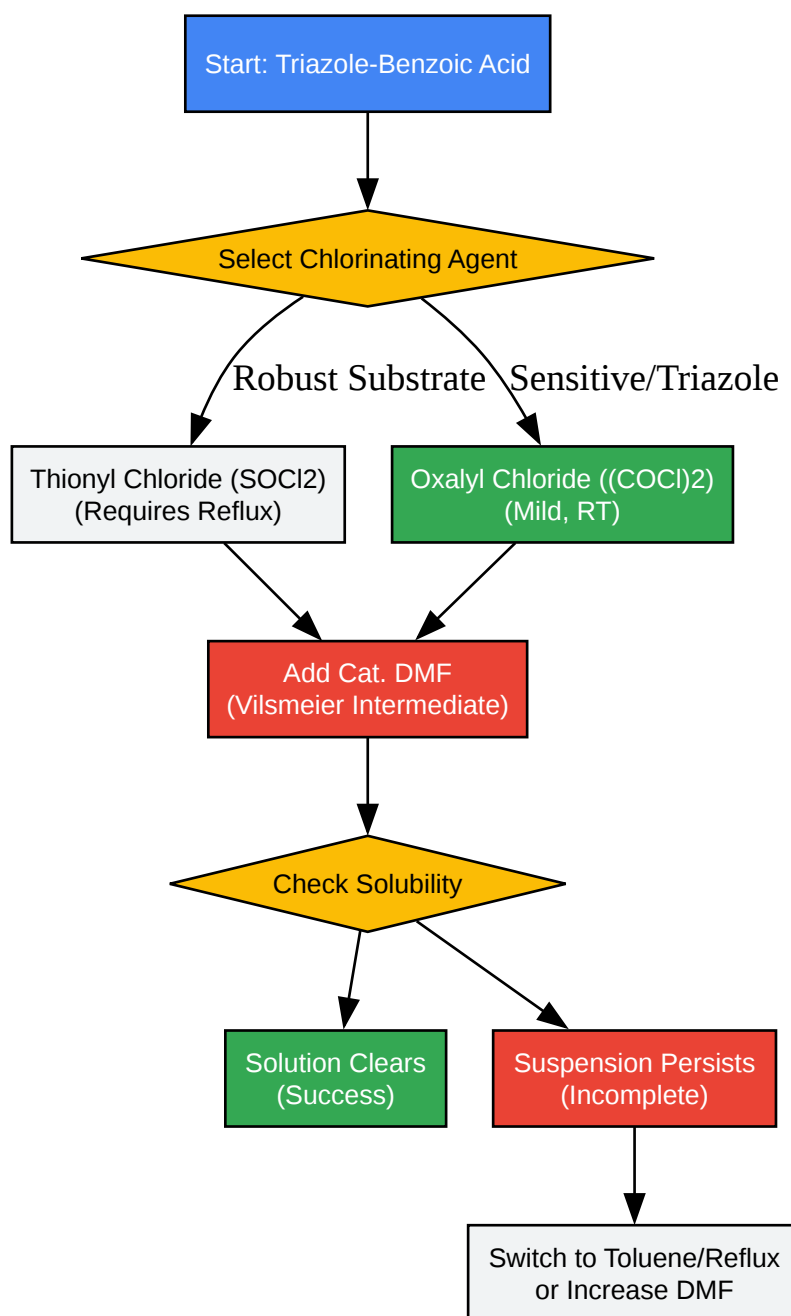 Start: Triazole-Benzoic Acid
Select Chlorinating Agent
Robust Substrate
Sensitive/Triazole
Thionyl Chloride (SOCl2)
(Requires Reflux)
Oxalyl Chloride ((COCl)2)
(Mild, RT)
Add Cat. DMF
(Vilsmeier Intermediate)
Check Solubility
Solution Clears
(Success)
Suspension Persists
(Incomplete)
Switch to Toluene/Reflux
or Increase DMF